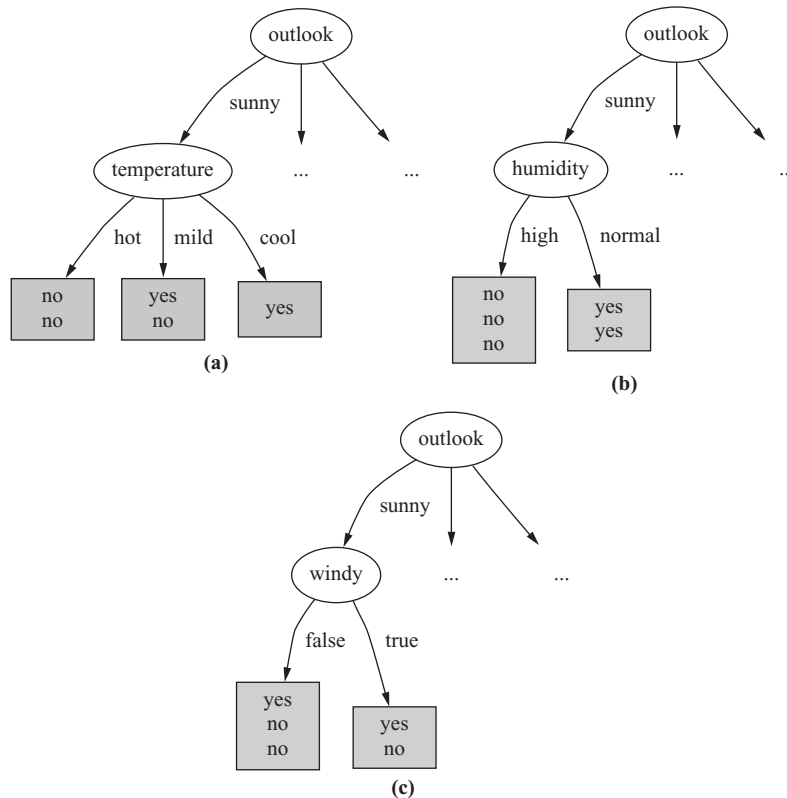 outlook
sunny
temperature
...
...
hot mild cool
no
no
yes
no
yes
(a)
outlook
sunny
humidity
...
..
high normal
no
no
no
yes
yes
(b)
outlook
sunny
windy
...
...
false true
yes
no
no
yes
no
(c)